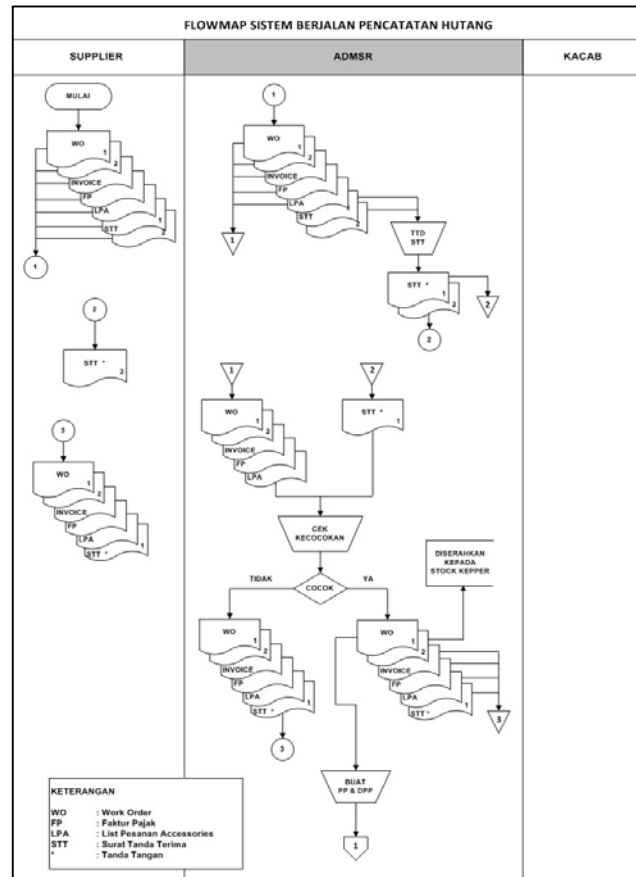 FLOWMAP SISTEM BERJALAN PENCATATAN HUTANG
SUPPLIER
ADMSR
KACAB
MULAI
WO
1
2
INVOICE
FP
LPA
1
STT
2
1
2
STT *
2
3
WO
1
2
INVOICE
FP
LPA
STT *
1
1
WO
1
2
INVOICE
FP
LPA
1
STT
2
1
TTD
STT
STT *
1
2
2
2
1
2
WO
1
2
INVOICE
FP
LPA
STT *
1
CEK
KECOCOKAN
TIDAK
COCOK
YA
DISERAHKAN
KEPADA
STOCK KEPPER
WO
1
2
INVOICE
FP
LPA
STT *
1
3
WO
1
2
INVOICE
FP
LPA
STT *
1
3
BUAT
PP & DPP
1
KETERANGAN
WO : Work Order
FP : Faktur Pajak
LPA : List Pesanan Accessories
STT : Surat Tanda Terima
* : Tanda Tangan